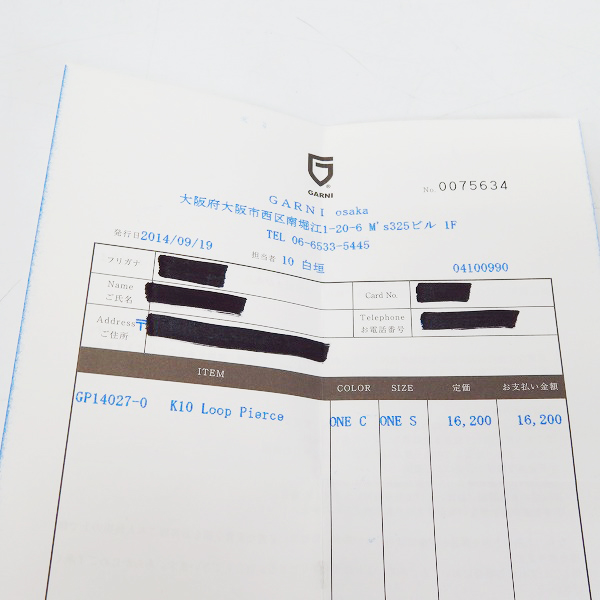 GARNI
No. 0075634
GARNI osaka
大阪府大阪市西区南堀江1-20-6 M's325ビル 1F
TEL 06-6533-5445
発行日 2014/09/19 担当者 10 白垣 04100990
フリガナ
Name
ご氏名
Card No.
Address 〒
ご住所
Telephone
お電話番号
ITEM COLOR SIZE 定価 お支払い金額
GP14027-0 K10 Loop Pierce ONE C ONE S 16,200 16,200